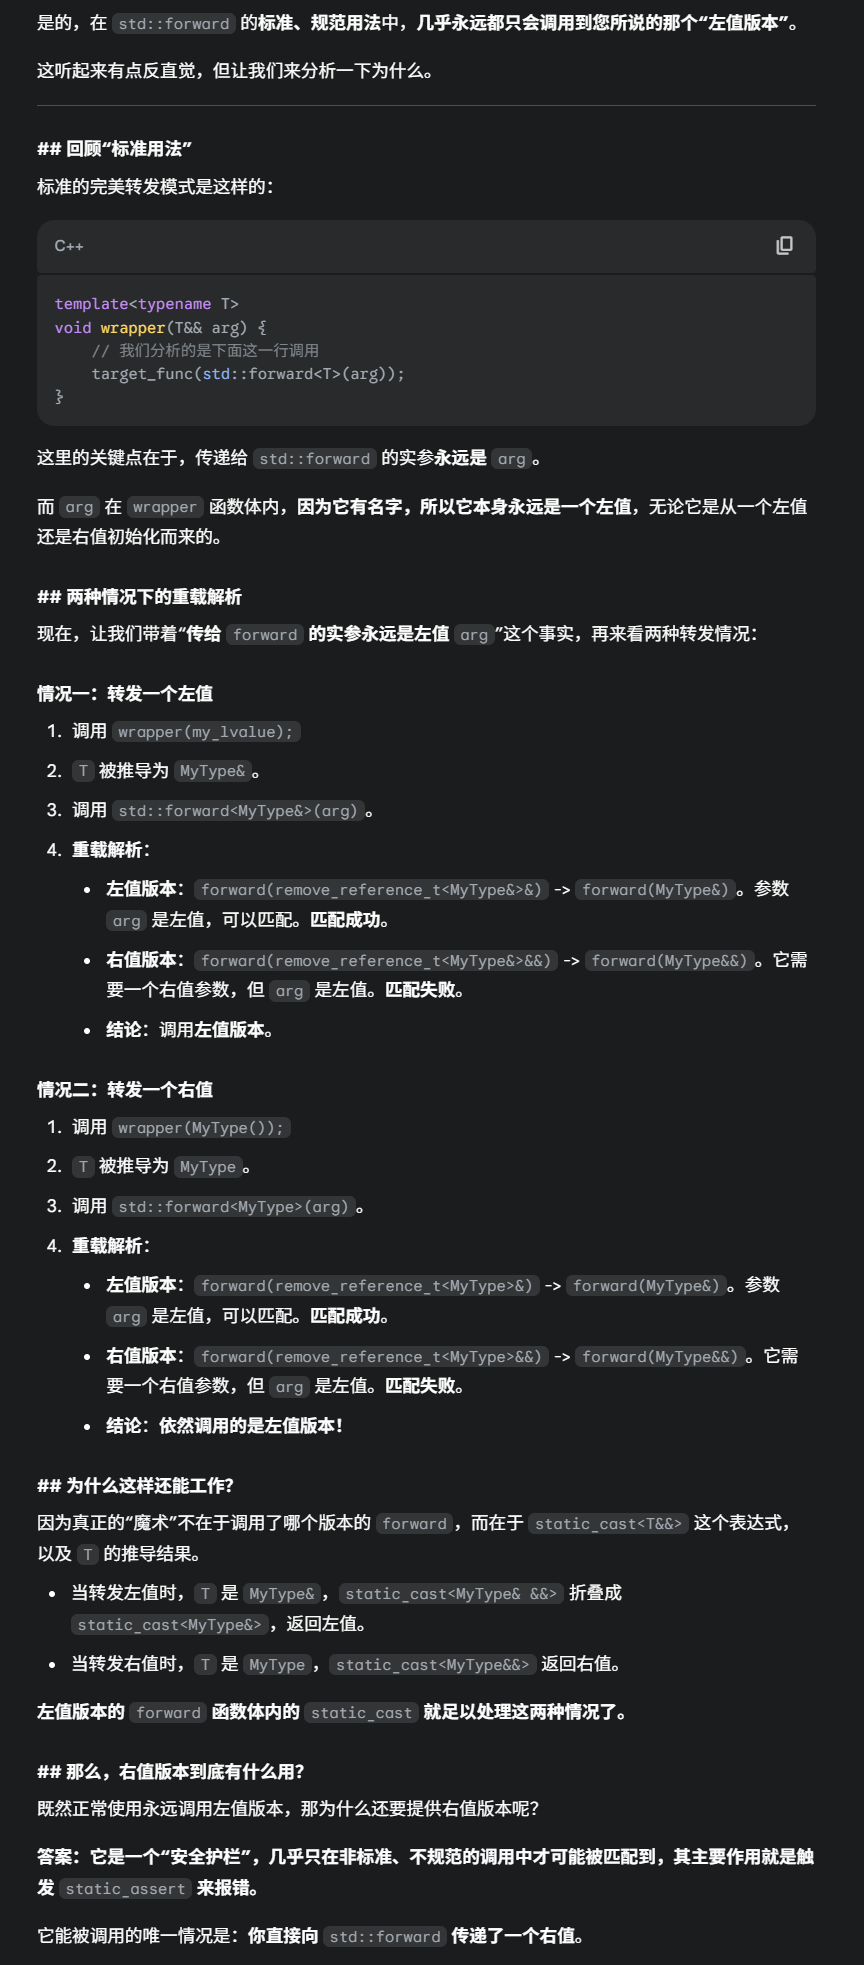 是的，在 std::forward 的标准、规范用法中，几乎永远都只会调用到您所说的那个“左值版本”。
这听起来有点反直觉，但让我们来分析一下为什么。
## 回顾“标准用法”
标准的完美转发模式是这样的：
C++
template<typename T>
void wrapper(T&& arg) {
    // 我们分析的是下面这一行调用
    target_func(std::forward<T>(arg));
}
这里的关键点在于，传递给 std::forward 的实参永远是 arg 。
而 arg 在 wrapper 函数体内，因为它有名字，所以它本身永远是一个左值，无论它是从一个左值
还是右值初始化而来的。
## 两种情况下的重载解析
现在，让我们带着“传给 forward 的实参永远是左值 arg ”这个事实，再来看两种转发情况：
情况一：转发一个左值
1. 调用 wrapper(my_lvalue);
2. T 被推导为 MyType& 。
3. 调用 std::forward<MyType&>(arg) 。
4. 重载解析：
• 左值版本： forward(remove_reference_t<MyType&>&) -> forward(MyType&) 。参数
arg 是左值，可以匹配。匹配成功。
• 右值版本： forward(remove_reference_t<MyType&>&&) -> forward(MyType&&) 。它需
要一个右值参数，但 arg 是左值。匹配失败。
• 结论：调用左值版本。
情况二：转发一个右值
1. 调用 wrapper(MyType());
2. T 被推导为 MyType 。
3. 调用 std::forward<MyType>(arg) 。
4. 重载解析：
• 左值版本： forward(remove_reference_t<MyType>&) -> forward(MyType&) 。参数
arg 是左值，可以匹配。匹配成功。
• 右值版本： forward(remove_reference_t<MyType>&&) -> forward(MyType&&) 。它需
要一个右值参数，但 arg 是左值。匹配失败。
• 结论：依然调用的是左值版本！
## 为什么这样还能工作？
因为真正的“魔术”不在于调用了哪个版本的 forward ，而在于 static_cast<T&&> 这个表达式，
以及 T 的推导结果。
• 当转发左值时， T 是 MyType& ， static_cast<MyType& &&> 折叠成
static_cast<MyType&> ，返回左值。
• 当转发右值时， T 是 MyType ， static_cast<MyType&&> 返回右值。
左值版本的 forward 函数体内的 static_cast 就足以处理这两种情况了。
## 那么，右值版本到底有什么用？
既然正常使用永远调用左值版本，那为什么还要提供右值版本呢？
答案：它是一个“安全护栏”，几乎只在非标准、不规范的调用中才可能被匹配到，其主要作用就是触
发 static_assert 来报错。
它能被调用的唯一情况是：你直接向 std::forward 传递了一个右值。